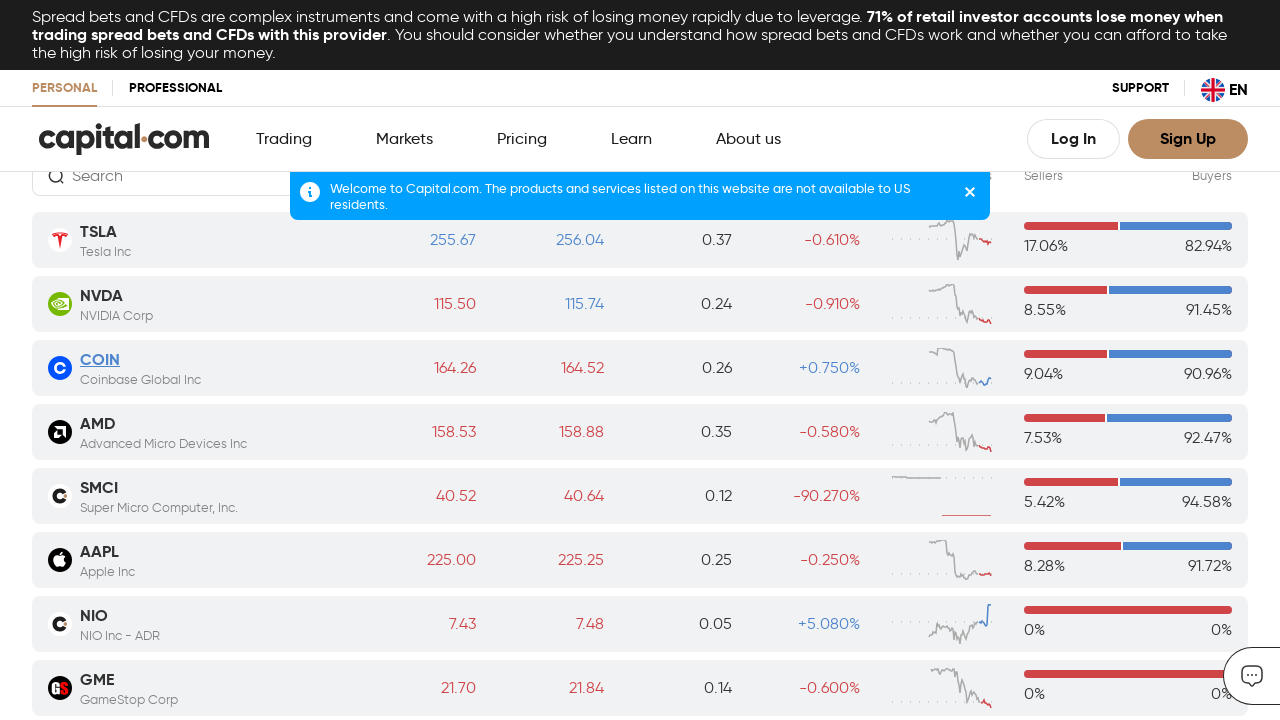 Spread bets and CFDs are complex instruments and come with a high risk of losing money rapidly due to leverage. 71% of retail investor accounts lose money when
trading spread bets and CFDs with this provider. You should consider whether you understand how spread bets and CFDs work and whether you can afford to take
the high risk of losing your money.
PERSONAL PROFESSIONAL SUPPORT EN
capital.com Trading Markets Pricing Learn About us Log In Sign Up
Search Sellers Buyers
Welcome to Capital.com. The products and services listed on this website are not available to US
residents.
TSLA
Tesla Inc
255.67 256.04 0.37 -0.610%
17.06% 82.94%
NVDA
NVIDIA Corp
115.50 115.74 0.24 -0.910%
8.55% 91.45%
COIN
Coinbase Global Inc
164.26 164.52 0.26 +0.750%
9.04% 90.96%
AMD
Advanced Micro Devices Inc
158.53 158.88 0.35 -0.580%
7.53% 92.47%
SMCI
Super Micro Computer, Inc.
40.52 40.64 0.12 -90.270%
5.42% 94.58%
AAPL
Apple Inc
225.00 225.25 0.25 -0.250%
8.28% 91.72%
NIO
NIO Inc - ADR
7.43 7.48 0.05 +5.080%
0% 0%
GS
GME
GameStop Corp
21.70 21.84 0.14 -0.600%
0% 0%